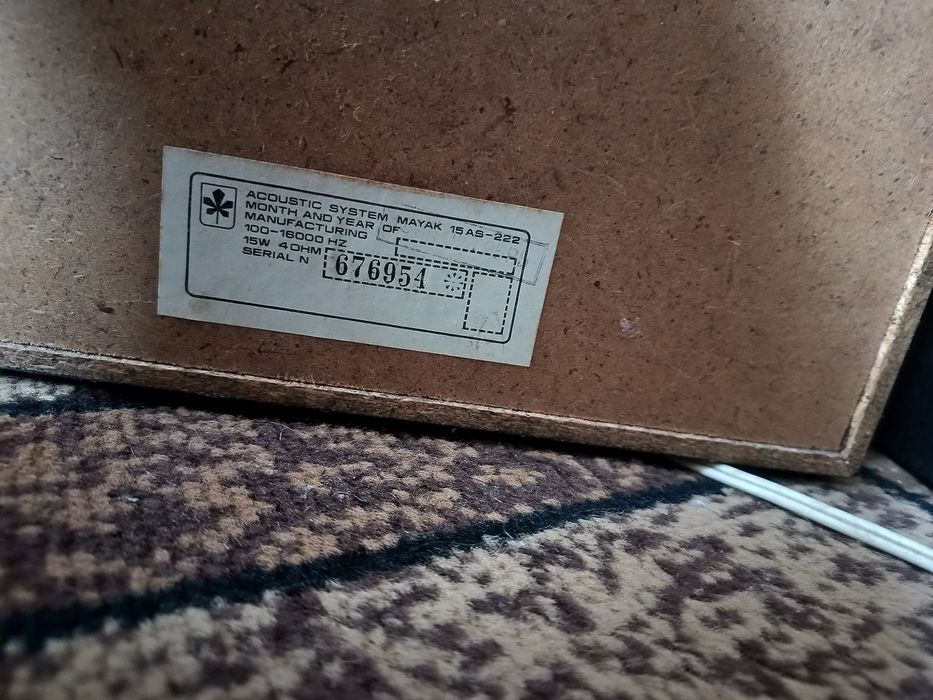 ACOUSTIC SYSTEM MAYAK 15AS-222
MONTH AND YEAR OF
MANUFACTURING
100-16000 HZ
15W 4OHM
SERIAL N 676954